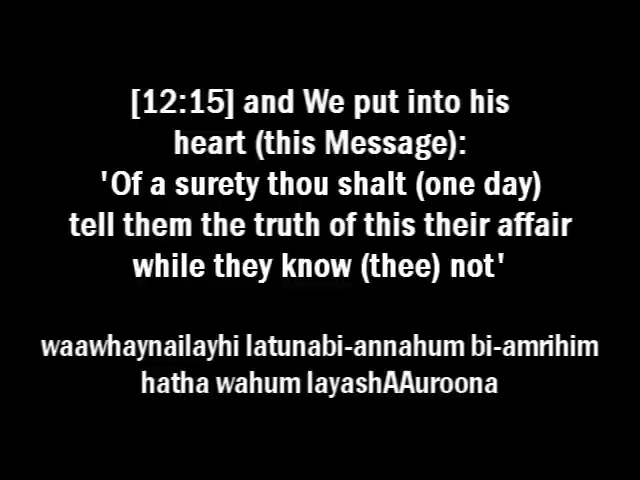 [12:15] and We put into his
heart (this Message):
'Of a surety thou shalt (one day)
tell them the truth of this their affair
while they know (thee) not'
waawhaynailayhi latunabi-annahum bi-amrihim
hatha wahum layashAAuroona